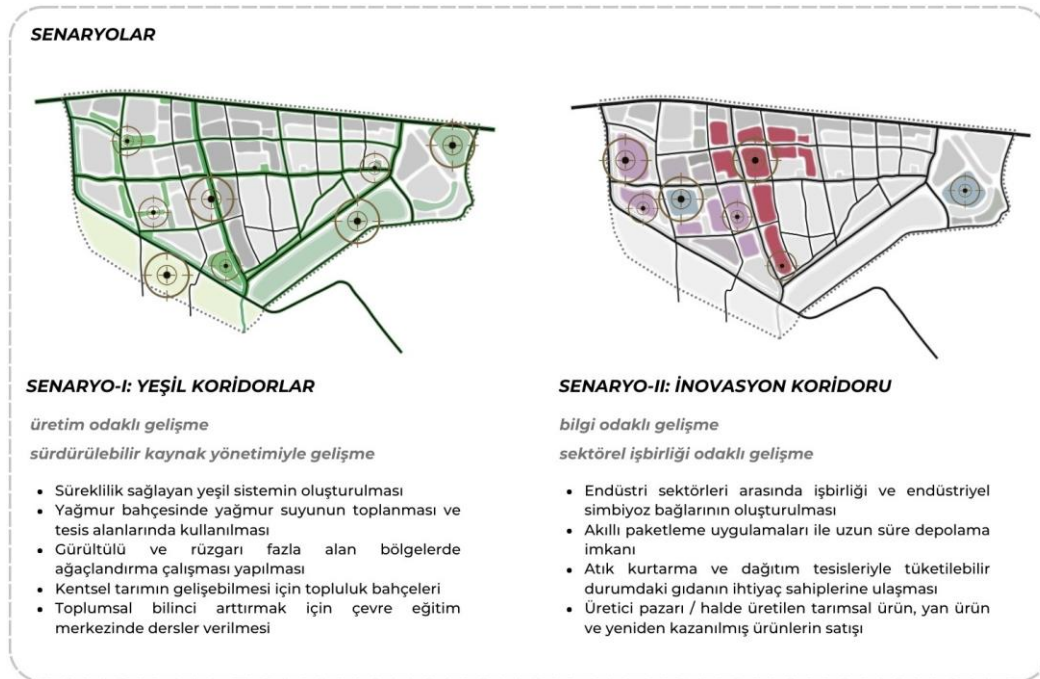 SENARYOLAR
SENARYO-I: YEŞİL KORİDORLAR
üretim odaklı gelişme
sürdürülebilir kaynak yönetimiyle gelişme
• Süreklilik sağlayan yeşil sistemin oluşturulması
• Yağmur bahçesinde yağmur suyunun toplanması ve
tesis alanlarında kullanılması
• Gürültülü ve rüzgarı fazla alan bölgelerde
ağaçlandırma çalışması yapılması
• Kentsel tarımın gelişebilmesi için topluluk bahçeleri
• Toplumsal bilinci arttırmak için çevre eğitim
merkezinde dersler verilmesi
SENARYO-II: İNOVASYON KORİDORU
bilgi odaklı gelişme
sektörel işbirliği odaklı gelişme
• Endüstri sektörleri arasında işbirliği ve endüstriyel
simbiyoz bağlarının oluşturulması
• Akıllı paketleme uygulamaları ile uzun süre depolama
imkanı
• Atık kurtarma ve dağıtım tesisleriyle tüketilebilir
durumdaki gıdanın ihtiyaç sahiplerine ulaşması
• Üretici pazarı / halde üretilen tarımsal ürün, yan ürün
ve yeniden kazanılmış ürünlerin satışı